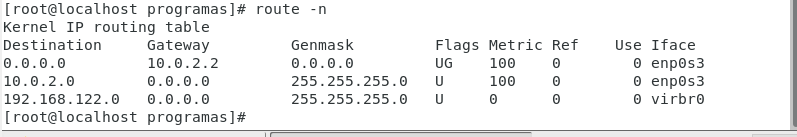 [root@localhost programas]# route -n
Kernel IP routing table
Destination     Gateway         Genmask         Flags Metric Ref    Use Iface
0.0.0.0         10.0.2.2        0.0.0.0         UG    100    0        0 enp0s3
10.0.2.0        0.0.0.0         255.255.255.0   U     100    0        0 enp0s3
192.168.122.0   0.0.0.0         255.255.255.0   U     0      0        0 virbr0
[root@localhost programas]#